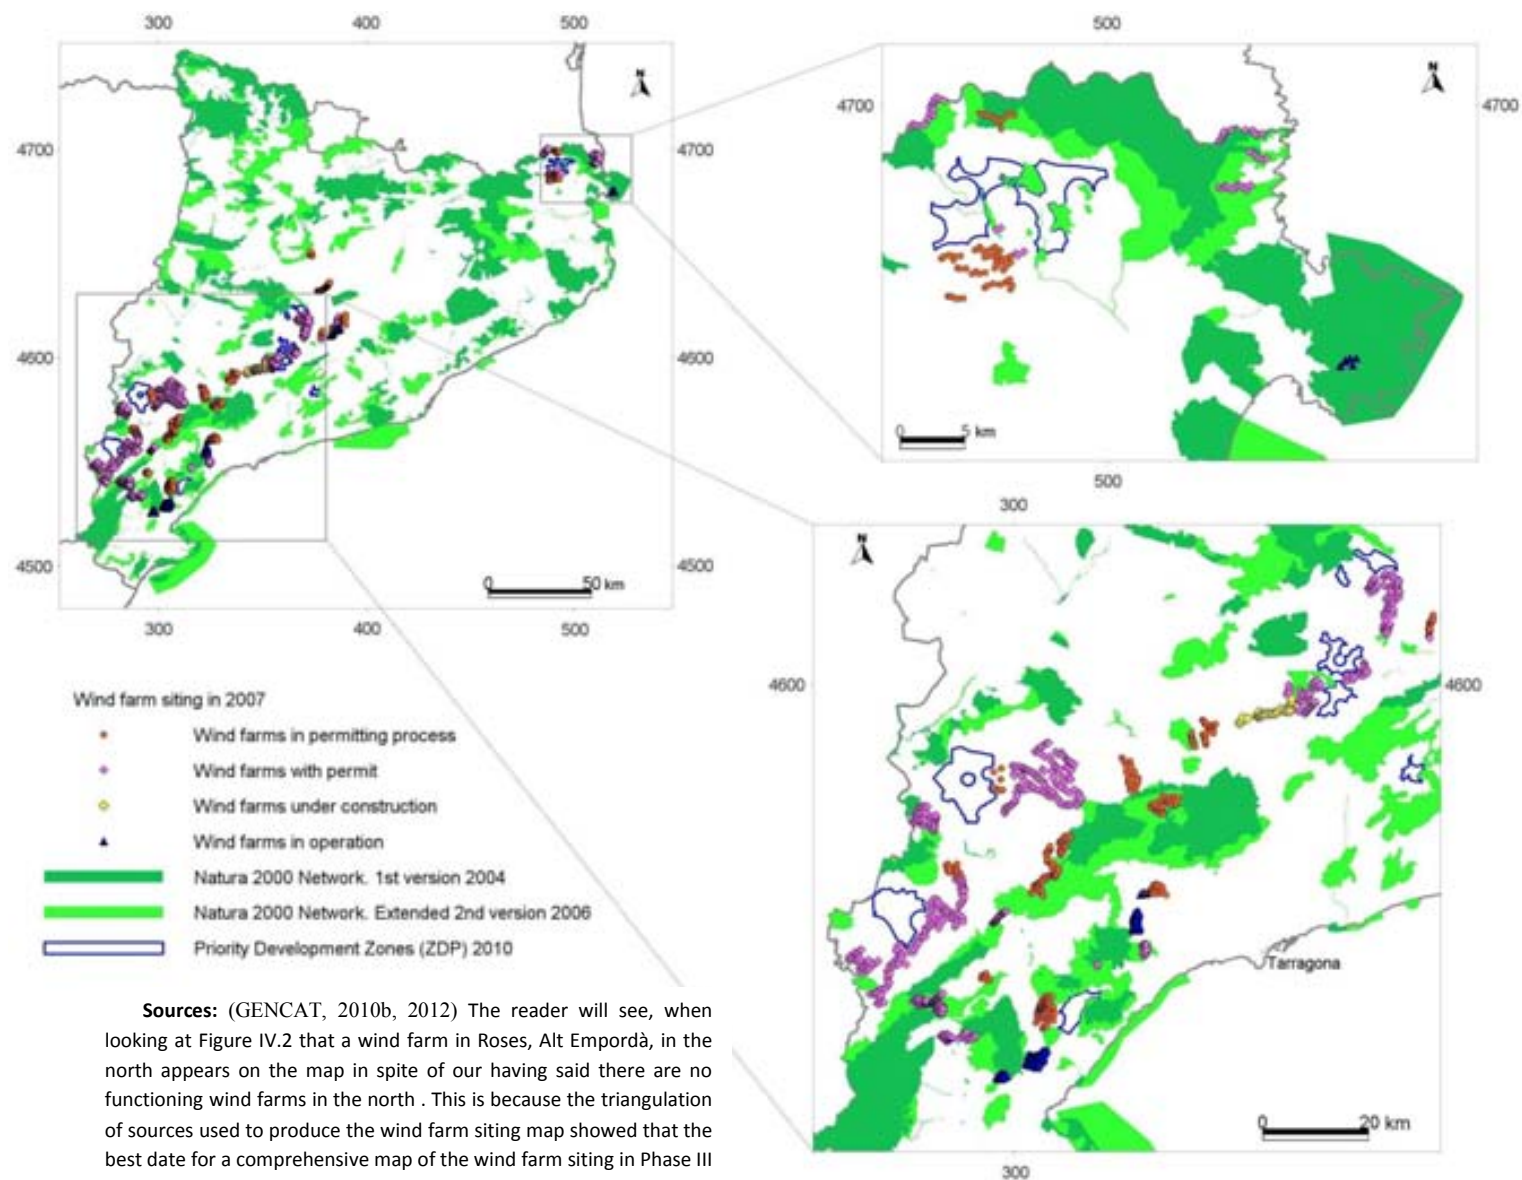 300 400 500
N
4700 4700
4600 4600
4500 4500
0 50 km
300 400 500
500
N
4700 4700
0 5 km
500
300
N
4600 4600
Tarragona
0 20 km
300
Wind farm siting in 2007
Wind farms in permitting process
Wind farms with permit
Wind farms under construction
Wind farms in operation
Natura 2000 Network. 1st version 2004
Natura 2000 Network. Extended 2nd version 2006
Priority Development Zones (ZDP) 2010
Sources: (GENCAT, 2010b, 2012) The reader will see, when
looking at Figure IV.2 that a wind farm in Roses, Alt Empordà, in the
north appears on the map in spite of our having said there are no
functioning wind farms in the north . This is because the triangulation
of sources used to produce the wind farm siting map showed that the
best date for a comprehensive map of the wind farm siting in Phase III